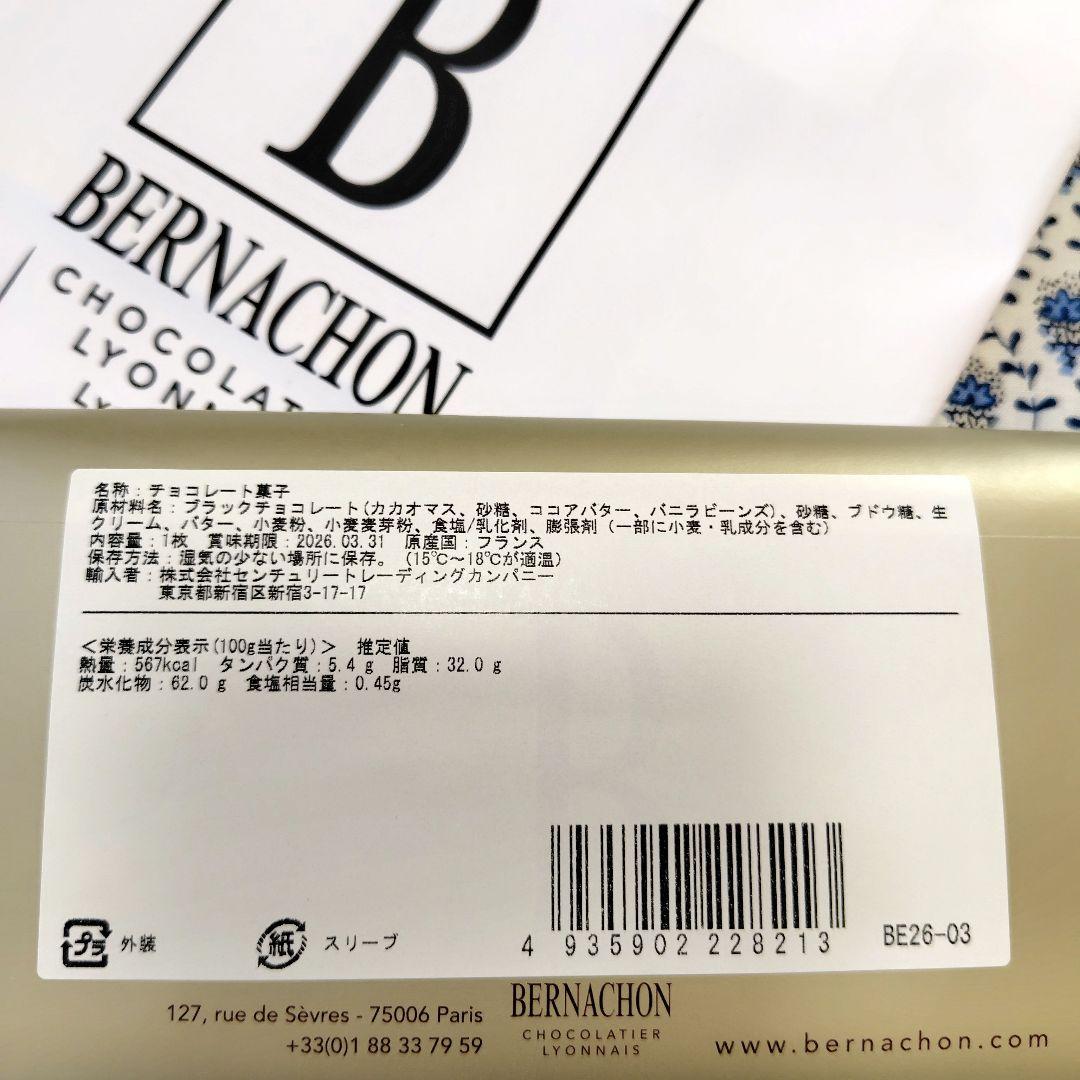 B
BERNACHON
CHOCOLAT
LYONN
名称：チョコレート菓子
原材料名：ブラックチョコレート(カカオマス、砂糖、ココアバター、バニラビーンズ)、砂糖、ブドウ糖、生
クリーム、バター、小麦粉、小麦麦芽粉、食塩/乳化剤、膨張剤（一部に小麦・乳成分を含む）
内容量：1枚 賞味期限：2026.03.31 原産国：フランス
保存方法：湿気の少ない場所に保存。(15℃～18℃が適温)
輸入者：株式会社センチュリートレーディングカンパニー
東京都新宿区新宿3-17-17
＜栄養成分表示(100g当たり)＞ 推定値
熱量：567kcal タンパク質：5.4 g 脂質：32.0 g
炭水化物：62.0 g 食塩相当量：0.45g
プラ 外装
紙 スリーブ
4 935902 228213
BE26-03
127, rue de Sèvres - 75006 Paris
+33(0)1 88 33 79 59
BERNACHON
CHOCOLATIER
LYONNAIS
www.bernachon.com